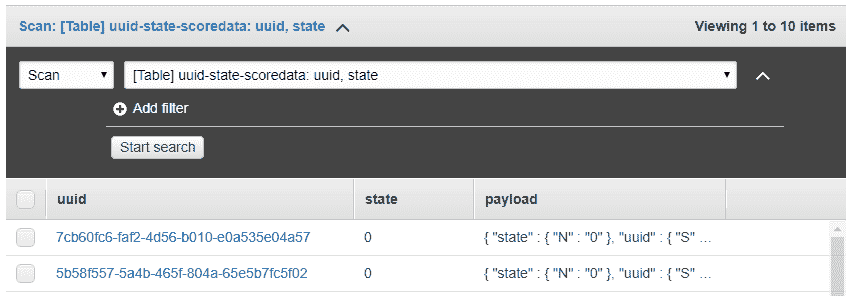 Scan: [Table] uuid-state-scoredata: uuid, state Viewing 1 to 10 items
Scan [Table] uuid-state-scoredata: uuid, state
Add filter
Start search
uuid state payload
7cb60fc6-faf2-4d56-b010-e0a535e04a57 0 { "state" : { "N" : "0" }, "uuid" : { "S" ...
5b58f557-5a4b-465f-804a-65e5b7fc5f02 0 { "state" : { "N" : "0" }, "uuid" : { "S" ...